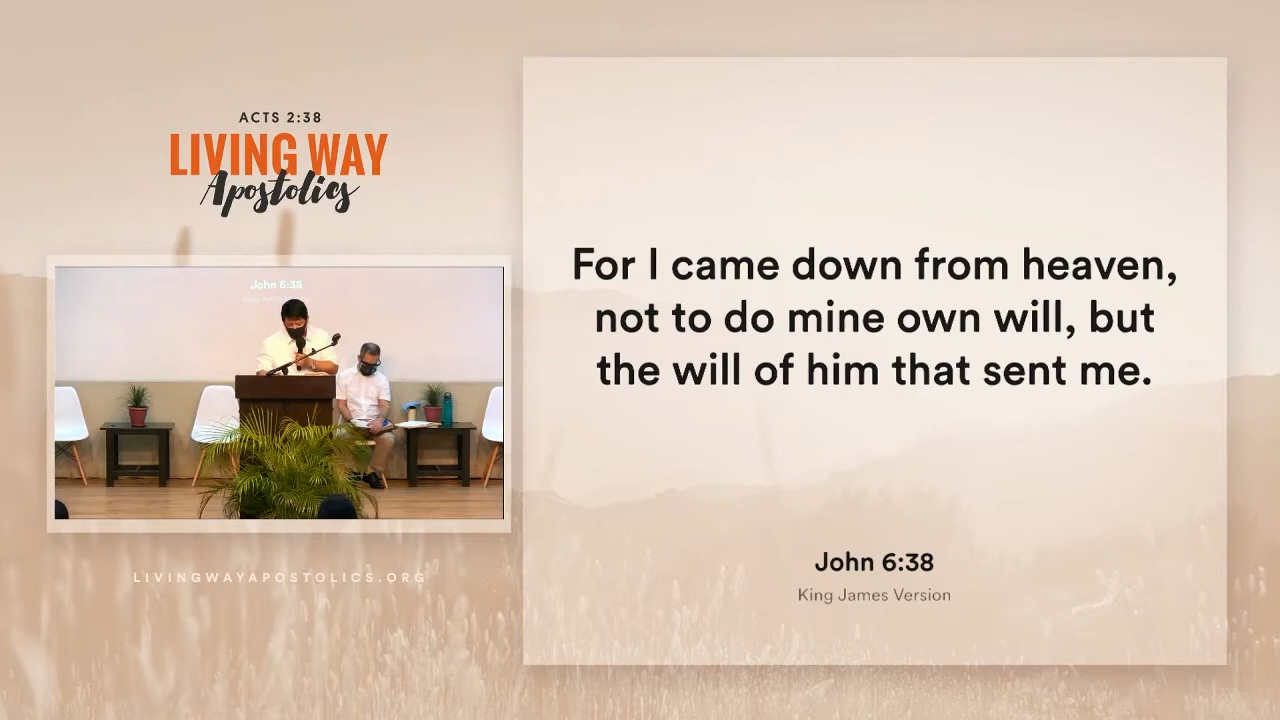 ACTS 2:38
LIVING WAY
Apostolics
John 6:38
LIVINGWAYAPOSTOLICS.ORG
For I came down from heaven,
not to do mine own will, but
the will of him that sent me.
John 6:38
King James Version